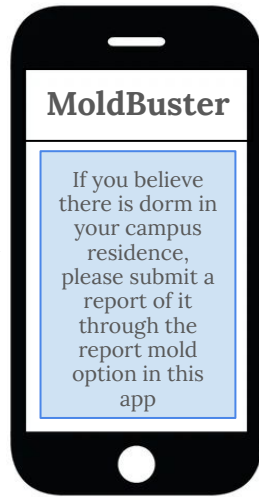 MoldBuster
If you believe
there is dorm in
your campus
residence,
please submit a
report of it
through the
report mold
option in this
app